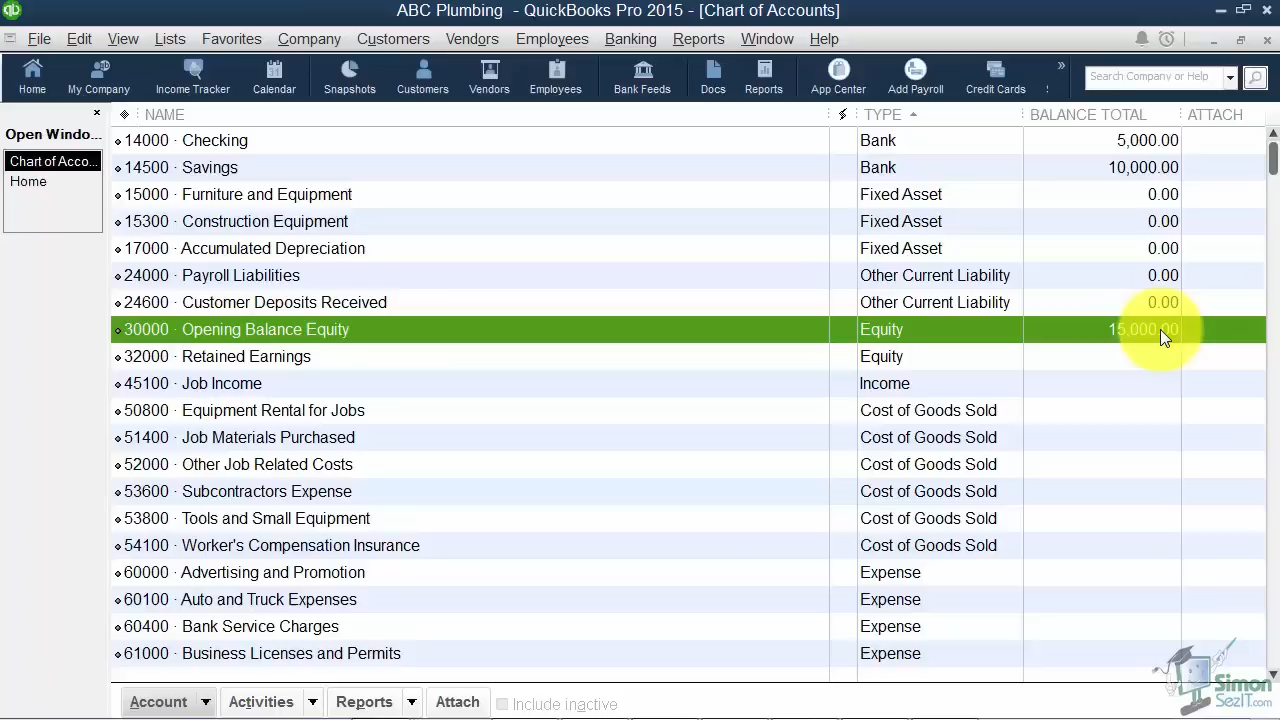 ABC Plumbing - QuickBooks Pro 2015 - [Chart of Accounts]
File Edit View Lists Favorites Company Customers Vendors Employees Banking Reports Window Help
Home My Company Income Tracker Calendar Snapshots Customers Vendors Employees Bank Feeds Docs Reports App Center Add Payroll Credit Cards » Search Company or Help
Open Windo...
Chart of Acco...
Home
NAME TYPE BALANCE TOTAL ATTACH
14000 · Checking Bank 5,000.00
14500 · Savings Bank 10,000.00
15000 · Furniture and Equipment Fixed Asset 0.00
15300 · Construction Equipment Fixed Asset 0.00
17000 · Accumulated Depreciation Fixed Asset 0.00
24000 · Payroll Liabilities Other Current Liability 0.00
24600 · Customer Deposits Received Other Current Liability 0.00
30000 · Opening Balance Equity Equity 15,000.00
32000 · Retained Earnings Equity
45100 · Job Income Income
50800 · Equipment Rental for Jobs Cost of Goods Sold
51400 · Job Materials Purchased Cost of Goods Sold
52000 · Other Job Related Costs Cost of Goods Sold
53600 · Subcontractors Expense Cost of Goods Sold
53800 · Tools and Small Equipment Cost of Goods Sold
54100 · Worker's Compensation Insurance Cost of Goods Sold
60000 · Advertising and Promotion Expense
60100 · Auto and Truck Expenses Expense
60400 · Bank Service Charges Expense
61000 · Business Licenses and Permits Expense
Account Activities Reports Attach Include inactive
Simon
SezIT.com